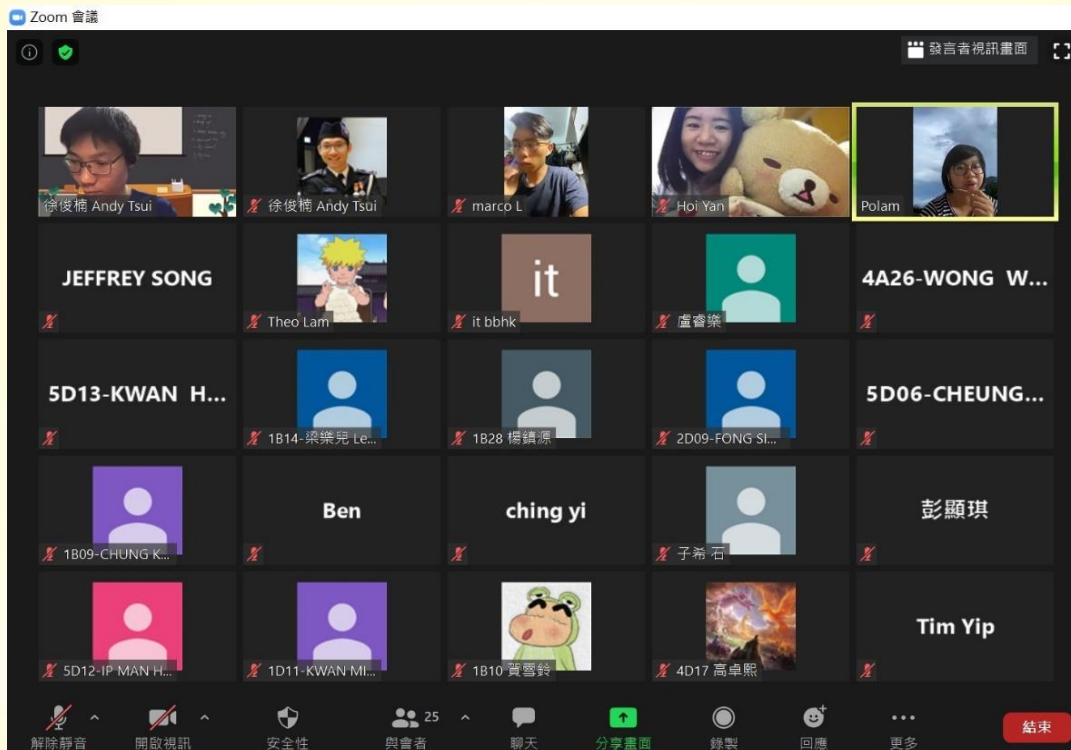 Zoom 會議
發言者視訊畫面
徐俊楠 Andy Tsui
徐俊楠 Andy Tsui
marco L
Hoi Yan
Polam
JEFFREY SONG
Theo Lam
it
it bbhk
盧睿樂
4A26-WONG W...
5D13-KWAN H...
1B14-梁樂兒 Le...
1B28 楊鎮源
2D09-FONG SI...
5D06-CHEUNG...
1B09-CHUNG K...
Ben
ching yi
子希 石
彭顯琪
5D12-IP MAN H...
1D11-KWAN MI...
1B10 賀雪鈴
4D17 高卓熙
Tim Yip
25
解除靜音
開啟視訊
安全性
與會者
聊天
分享畫面
錄製
回應
更多
結束